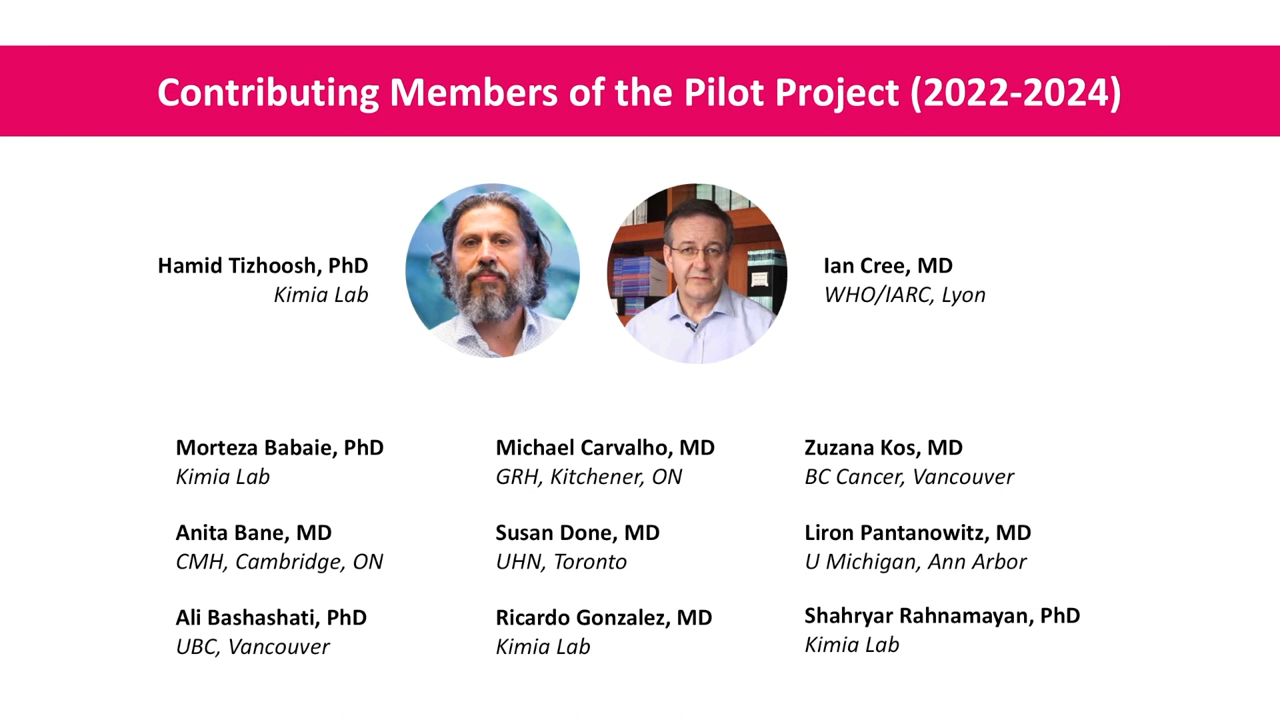 Contributing Members of the Pilot Project (2022-2024)
Hamid Tizhoosh, PhD
Kimia Lab
Ian Cree, MD
WHO/IARC, Lyon
Morteza Babaie, PhD
Kimia Lab
Michael Carvalho, MD
GRH, Kitchener, ON
Zuzana Kos, MD
BC Cancer, Vancouver
Anita Bane, MD
CMH, Cambridge, ON
Susan Done, MD
UHN, Toronto
Liron Pantanowitz, MD
U Michigan, Ann Arbor
Ali Bashashati, PhD
UBC, Vancouver
Ricardo Gonzalez, MD
Kimia Lab
Shahryar Rahnamayan, PhD
Kimia Lab